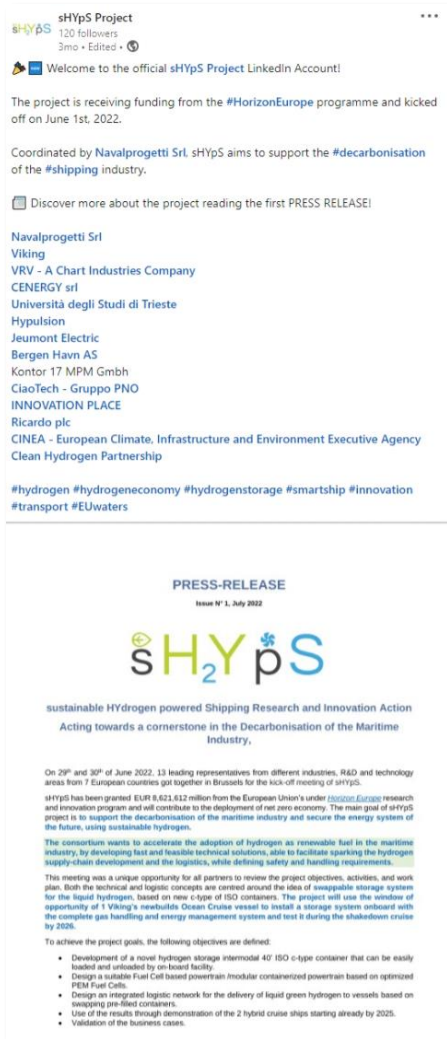 sHYpS
sHYpS Project
120 followers
3mo • Edited •
Welcome to the official sHYpS Project LinkedIn Account!
The project is receiving funding from the #HorizonEurope programme and kicked
off on June 1st, 2022.
Coordinated by Navalprogetti Srl, sHYpS aims to support the #decarbonisation
of the #shipping industry.
Discover more about the project reading the first PRESS RELEASE!
Navalprogetti Srl
Viking
VRV - A Chart Industries Company
CENERGY srl
Università degli Studi di Trieste
Hypulsion
Jeumont Electric
Bergen Havn AS
Kontor 17 MPM Gmbh
CiaoTech - Gruppo PNO
INNOVATION PLACE
Ricardo plc
CINEA - European Climate, Infrastructure and Environment Executive Agency
Clean Hydrogen Partnership
#hydrogen #hydrogeneconomy #hydrogenstorage #smartship #innovation
#transport #EUwaters
PRESS-RELEASE
Issue N° 1, July 2022
sH2YpS
sustainable HYdrogen powered Shipping Research and Innovation Action
Acting towards a cornerstone in the Decarbonisation of the Maritime
Industry,
On 29th and 30th of June 2022, 13 leading representatives from different industries, R&D and technology
areas from 7 European countries got together in Brussels for the kick-off meeting of sHYpS.
sHYpS has been granted EUR 8,621,612 million from the European Union's under Horizon Europe research
and innovation program and will contribute to the deployment of net zero economy. The main goal of sHYpS
project is to support the decarbonisation of the maritime industry and secure the energy system of
the future, using sustainable hydrogen.
The consortium wants to accelerate the adoption of hydrogen as renewable fuel in the maritime
industry, by developing fast and feasible technical solutions, able to facilitate sparking the hydrogen
supply-chain development and the logistics, while defining safety and handling requirements.
This meeting was a unique opportunity for all partners to review the project objectives, activities, and work
plan. Both the technical and logistic concepts are centred around the idea of swappable storage system
for the liquid hydrogen, based on new c-type of ISO containers. The project will use the window of
opportunity of 1 Viking's newbuilds Ocean Cruise vessel to install a storage system onboard with
the complete gas handling and energy management system and test it during the shakedown cruise
by 2026.
To achieve the project goals, the following objectives are defined:
• Development of a novel hydrogen storage intermodal 40' ISO c-type container that can be easily
loaded and unloaded by on-board facility.
• Design a suitable Fuel Cell based powertrain /modular containerized powertrain based on optimized
PEM Fuel Cells.
• Design an integrated logistic network for the delivery of liquid green hydrogen to vessels based on
swapping pre-filled containers.
• Use of the results through demonstration of the 2 hybrid cruise ships starting already by 2025.
• Validation of the business cases.